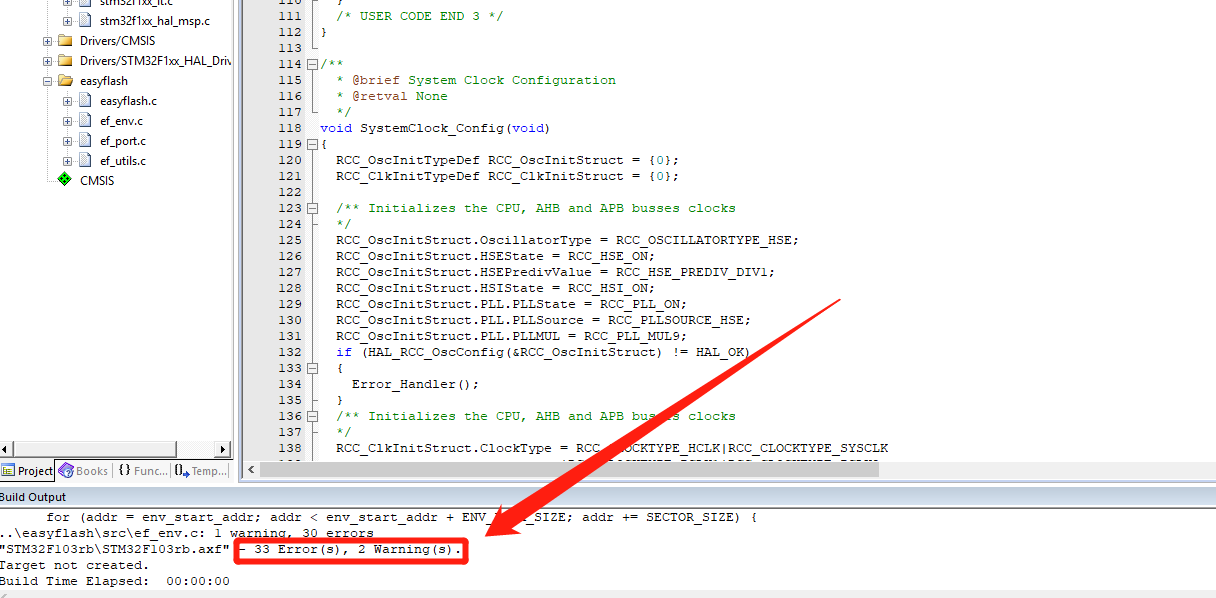 stm32f1xx_it.c
stm32f1xx_hal_msp.c
Drivers/CMSIS
Drivers/STM32F1xx_HAL_Driv
easyflash
easyflash.c
ef_env.c
ef_port.c
ef_utils.c
CMSIS
Project Books {} Func... Temp...
110 }
111 /* USER CODE END 3 */
112 }
113
114 /**
115 * @brief System Clock Configuration
116 * @retval None
117 */
118 void SystemClock_Config(void)
119 {
120 RCC_OscInitTypeDef RCC_OscInitStruct = {0};
121 RCC_ClkInitTypeDef RCC_ClkInitStruct = {0};
122
123 /** Initializes the CPU, AHB and APB busses clocks
124 */
125 RCC_OscInitStruct.OscillatorType = RCC_OSCILLATORTYPE_HSE;
126 RCC_OscInitStruct.HSEState = RCC_HSE_ON;
127 RCC_OscInitStruct.HSEPredivValue = RCC_HSE_PREDIV_DIV1;
128 RCC_OscInitStruct.HSIState = RCC_HSI_ON;
129 RCC_OscInitStruct.PLL.PLLState = RCC_PLL_ON;
130 RCC_OscInitStruct.PLL.PLLSource = RCC_PLLSOURCE_HSE;
131 RCC_OscInitStruct.PLL.PLLMUL = RCC_PLL_MUL9;
132 if (HAL_RCC_OscConfig(&RCC_OscInitStruct) != HAL_OK)
133 {
134 Error_Handler();
135 }
136 /** Initializes the CPU, AHB and APB busses clocks
137 */
138 RCC_ClkInitStruct.ClockType = RCC_CLOCKTYPE_HCLK|RCC_CLOCKTYPE_SYSCLK
Build Output
for (addr = env_start_addr; addr < env_start_addr + ENV_ _SIZE; addr += SECTOR_SIZE) {
..\easyflash\src\ef_env.c: 1 warning, 30 errors
"STM32F103rb\STM32F103rb.axf" - 33 Error(s), 2 Warning(s).
Target not created.
Build Time Elapsed: 00:00:00